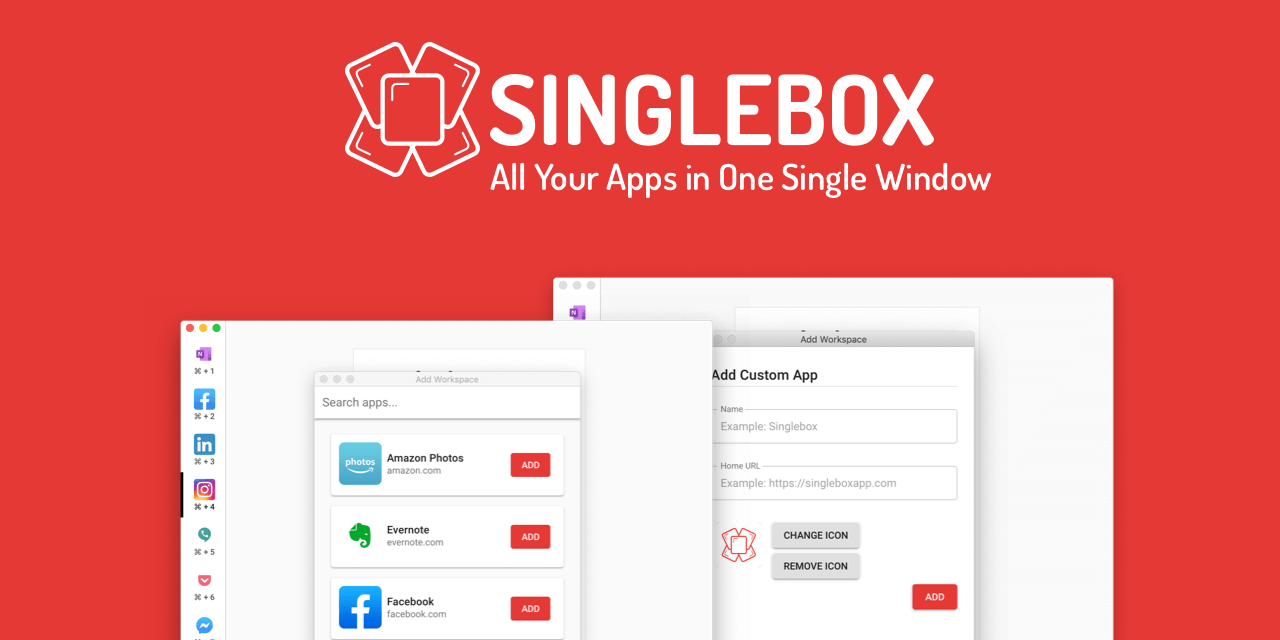 SINGLEBOX
All Your Apps in One Single Window
N
⌘ + 1
⌘ + 2
in
⌘ + 3
⌘ + 4
⌘ + 5
⌘ + 6
Add Workspace
Search apps...
photos
Amazon Photos
amazon.com
ADD
Evernote
evernote.com
ADD
Facebook
facebook.com
ADD
N
Add Workspace
Add Custom App
Name
Example: Singlebox
Home URL
Example: https://singleboxapp.com
CHANGE ICON
REMOVE ICON
ADD